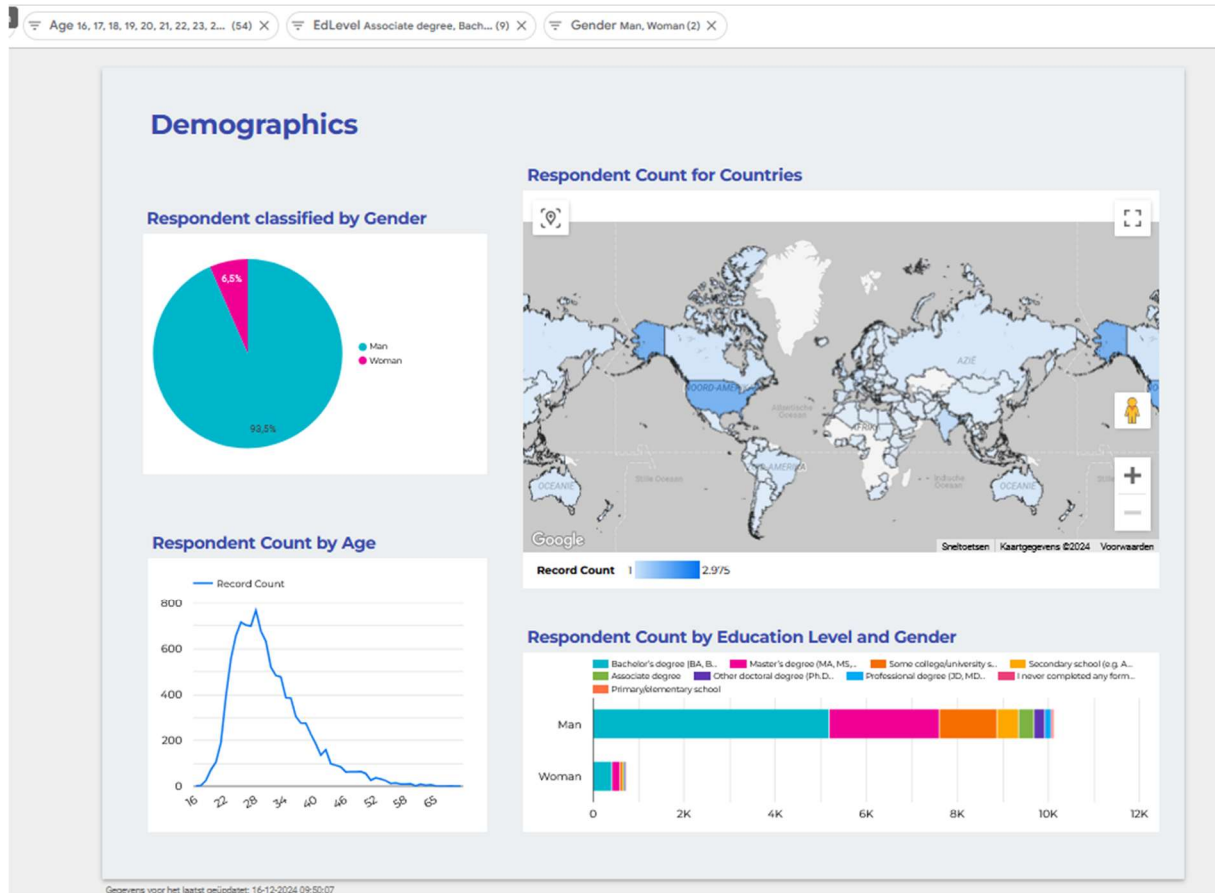 Age 16, 17, 18, 19, 20, 21, 22, 23, 2... (54)
EdLevel Associate degree, Bach... (9)
Gender Man, Woman (2)
Demographics
Respondent classified by Gender
6,5%
93,5%
Man
Woman
Respondent Count for Countries
NOORD-AMERIKA
AZIË
Atlantische
Oceaan
AFRIKA
OCEANIË
Stille Oceaan
Indische
Oceaan
OCEANIË
Google
Sneltoetsen
Kaartgegevens ©2024
Voorwaarden
Record Count 1 2.975
Respondent Count by Age
Record Count
800
600
400
200
0
16 22 28 34 40 46 52 58 65
Respondent Count by Education Level and Gender
Bachelor's degree (BA, B... Master's degree (MA, MS,... Some college/university s... Secondary school (e.g. A...
Associate degree Other doctoral degree (Ph.D... Professional degree (JD, MD... I never completed any form...
Primary/elementary school
Man
Woman
0 2K 4K 6K 8K 10K 12K
Gegevens voor het laatst geüpdatet: 16-12-2024 09:50:07